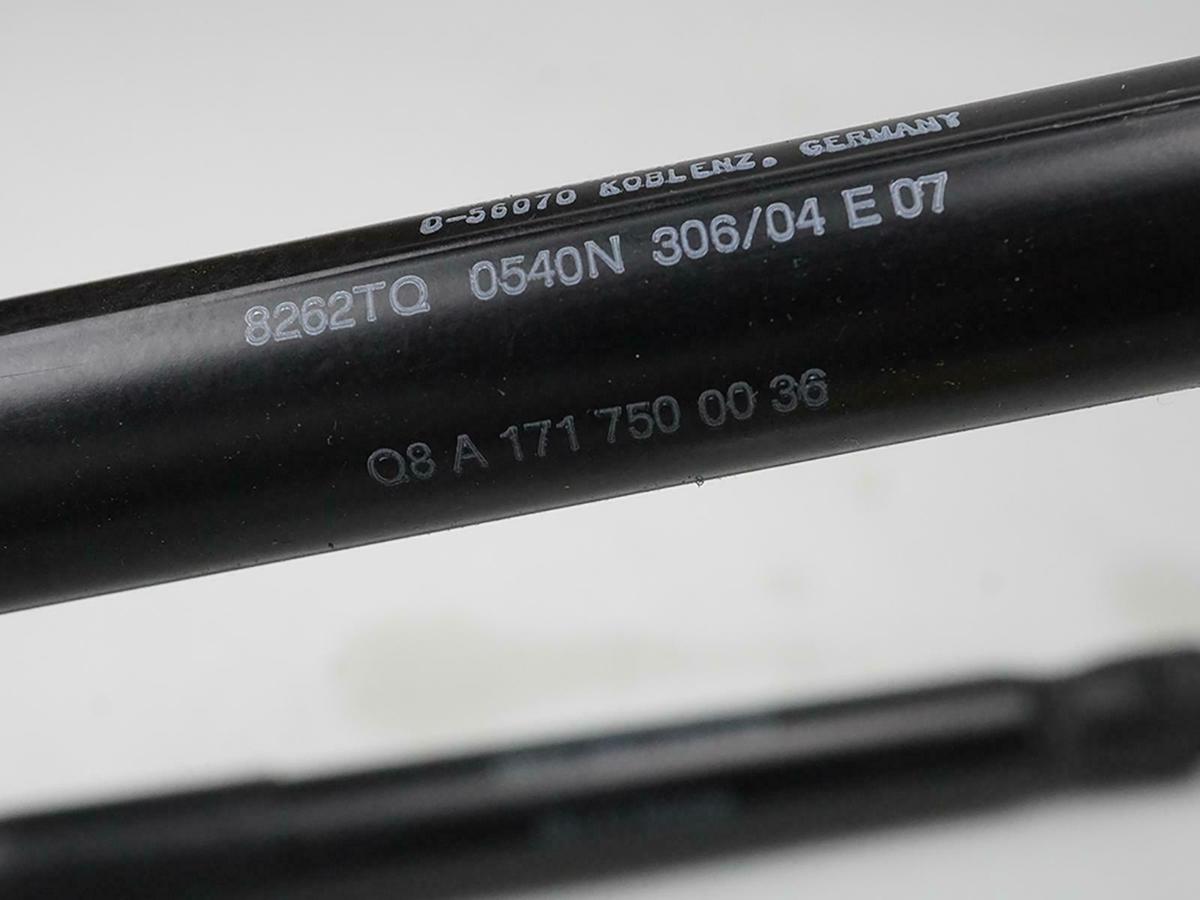 D-56070 KOBLENZ. GERMANY
8262TQ 0540N 306/04 E 07
Q8 A 171 750 00 36